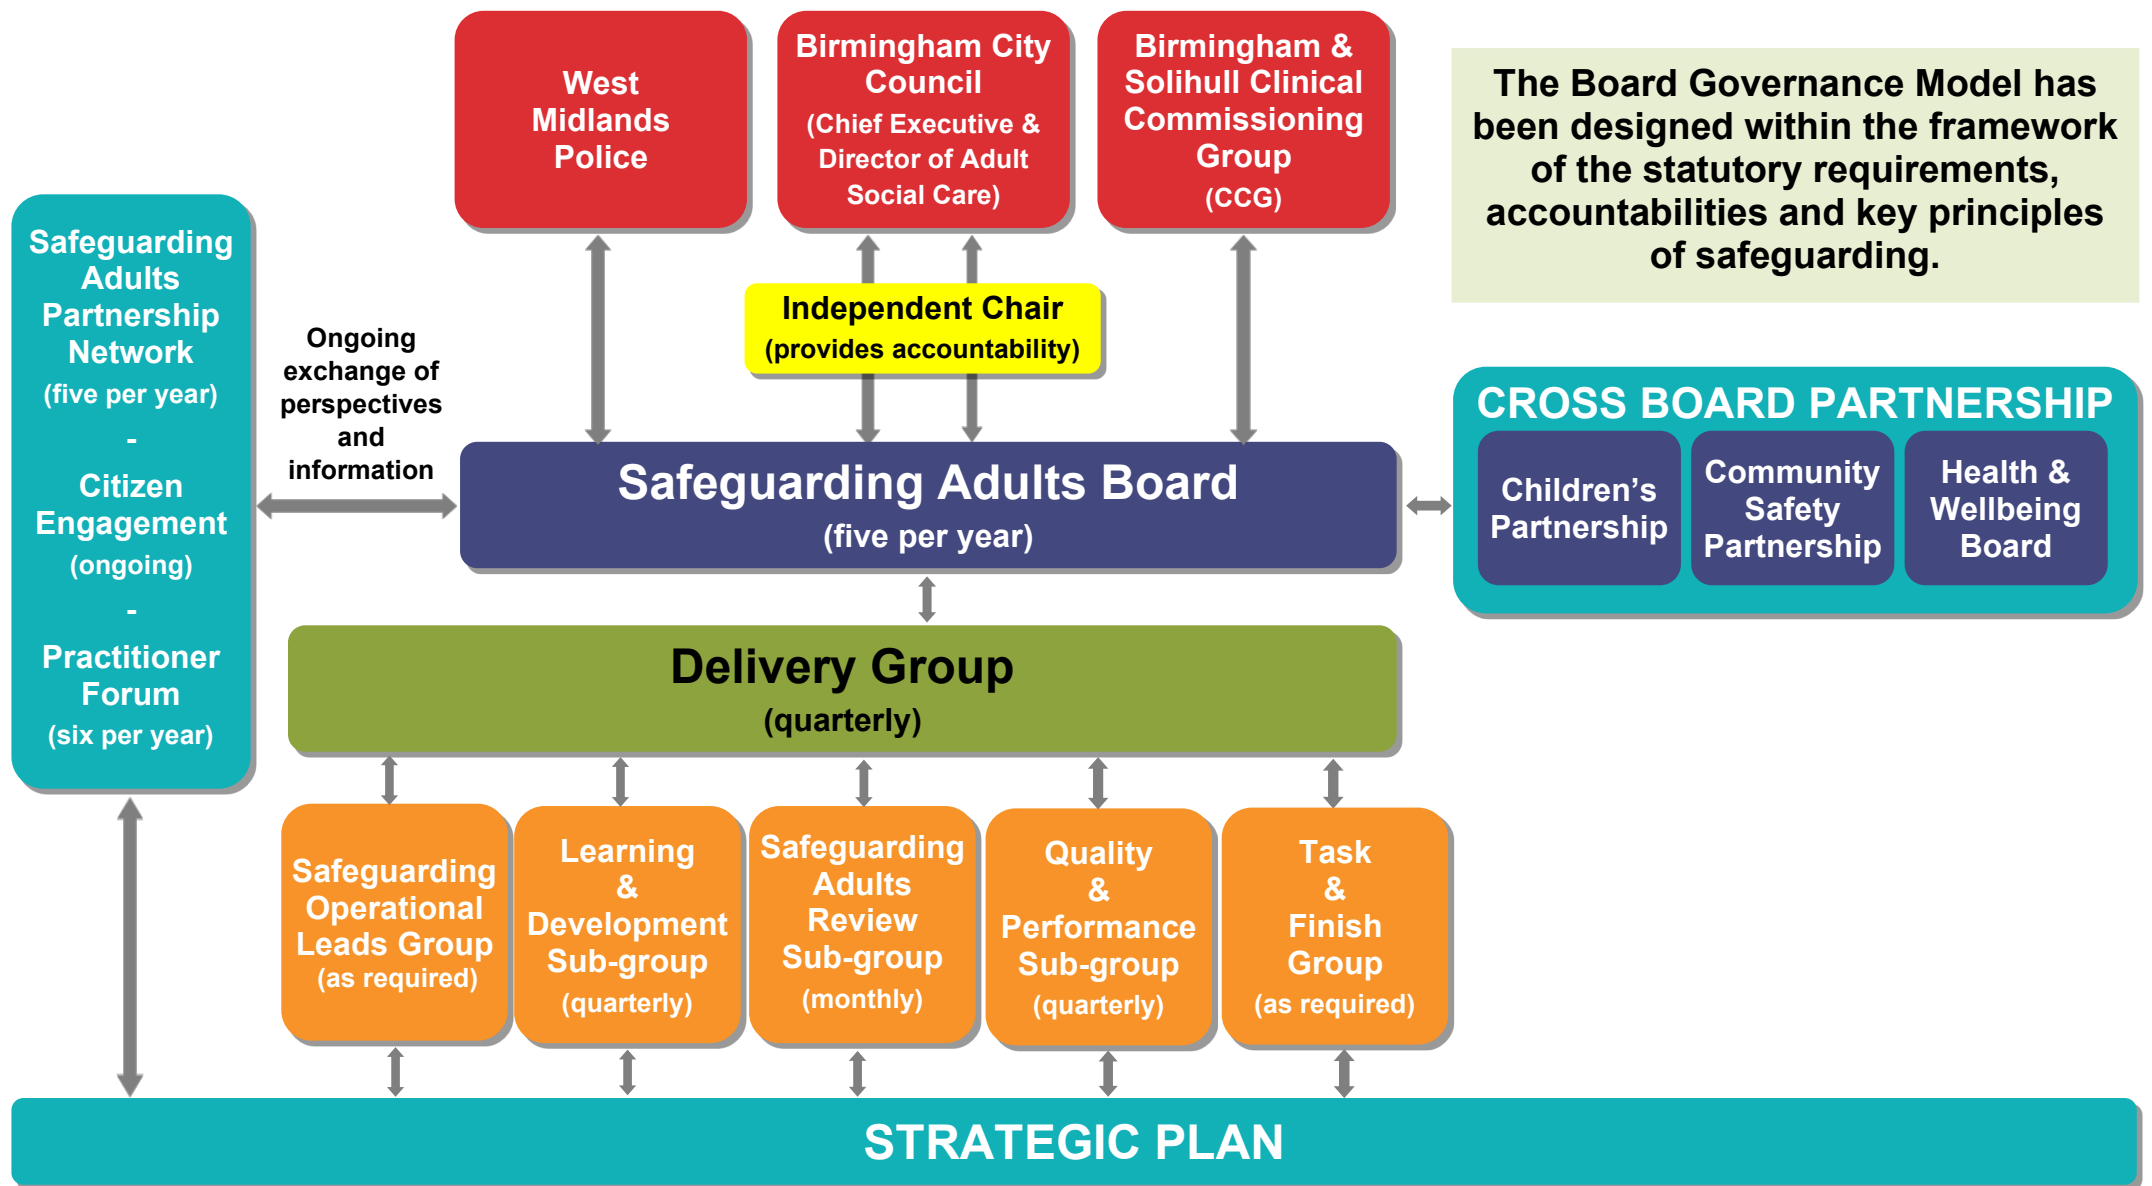 West
Midlands
Police
Birmingham City
Council
(Chief Executive &
Director of Adult
Social Care)
Birmingham &
Solihull Clinical
Commissioning
Group
(CCG)
The Board Governance Model has
been designed within the framework
of the statutory requirements,
accountabilities and key principles
of safeguarding.
Safeguarding
Adults
Partnership
Network
(five per year)
-
Citizen
Engagement
(ongoing)
-
Practitioner
Forum
(six per year)
Ongoing
exchange of
perspectives
and
information
Independent Chair
(provides accountability)
Safeguarding Adults Board
(five per year)
CROSS BOARD PARTNERSHIP
Children’s
Partnership
Community
Safety
Partnership
Health &
Wellbeing
Board
Delivery Group
(quarterly)
Safeguarding
Operational
Leads Group
(as required)
Learning
&
Development
Sub-group
(quarterly)
Safeguarding
Adults
Review
Sub-group
(monthly)
Quality
&
Performance
Sub-group
(quarterly)
Task
&
Finish
Group
(as required)
STRATEGIC PLAN